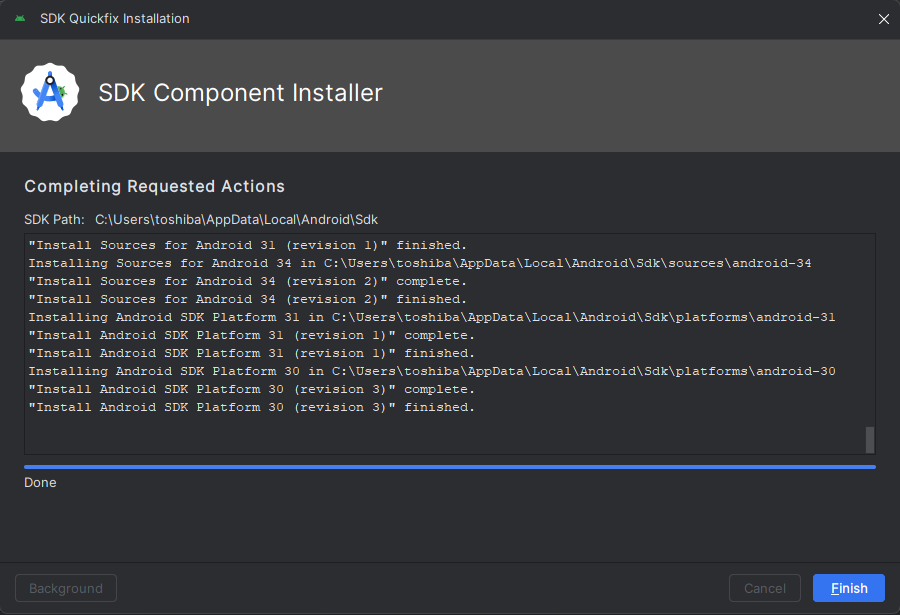 SDK Quickfix Installation
SDK Component Installer
Completing Requested Actions
SDK Path: C:\Users\toshiba\AppData\Local\Android\Sdk
"Install Sources for Android 31 (revision 1)" finished.
Installing Sources for Android 34 in C:\Users\toshiba\AppData\Local\Android\Sdk\sources\android-34
"Install Sources for Android 34 (revision 2)" complete.
"Install Sources for Android 34 (revision 2)" finished.
Installing Android SDK Platform 31 in C:\Users\toshiba\AppData\Local\Android\Sdk\platforms\android-31
"Install Android SDK Platform 31 (revision 1)" complete.
"Install Android SDK Platform 31 (revision 1)" finished.
Installing Android SDK Platform 30 in C:\Users\toshiba\AppData\Local\Android\Sdk\platforms\android-30
"Install Android SDK Platform 30 (revision 3)" complete.
"Install Android SDK Platform 30 (revision 3)" finished.
Done
Background Cancel Finish